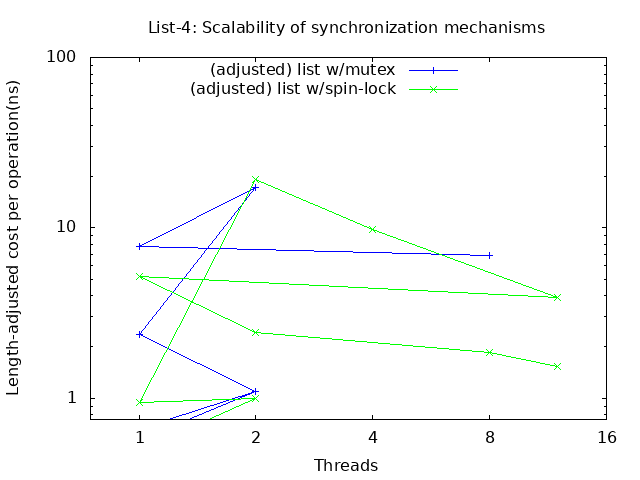 List-4: Scalability of synchronization mechanisms
100
(adjusted) list w/mutex
(adjusted) list w/spin-lock
Length-adjusted cost per operation(ns)
10
1
1 2 4 8 16
Threads